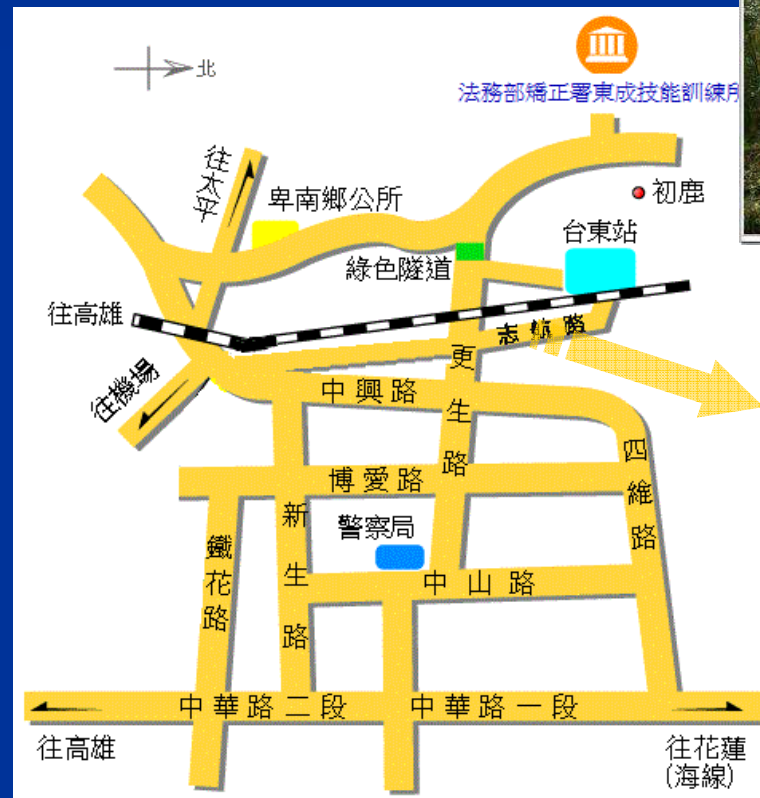 北
法務部矯正署東成技能訓練所
往太平
卑南鄉公所
初鹿
台東站
綠色隧道
往高雄
志航路
更生路
往機場
中興路
四維路
博愛路
新生路
警察局
鐵花路
中山路
中華路二段
中華路一段
往高雄
往花蓮
(海線)